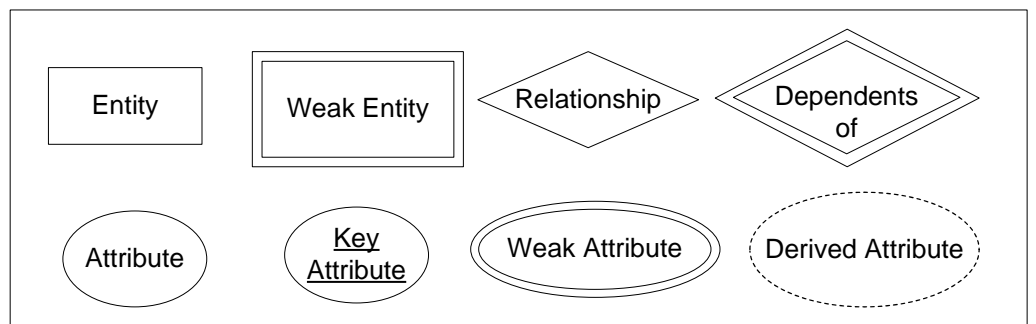 Entity
Weak Entity
Relationship
Dependents
of
Attribute
Key
Attribute
Weak Attribute
Derived Attribute